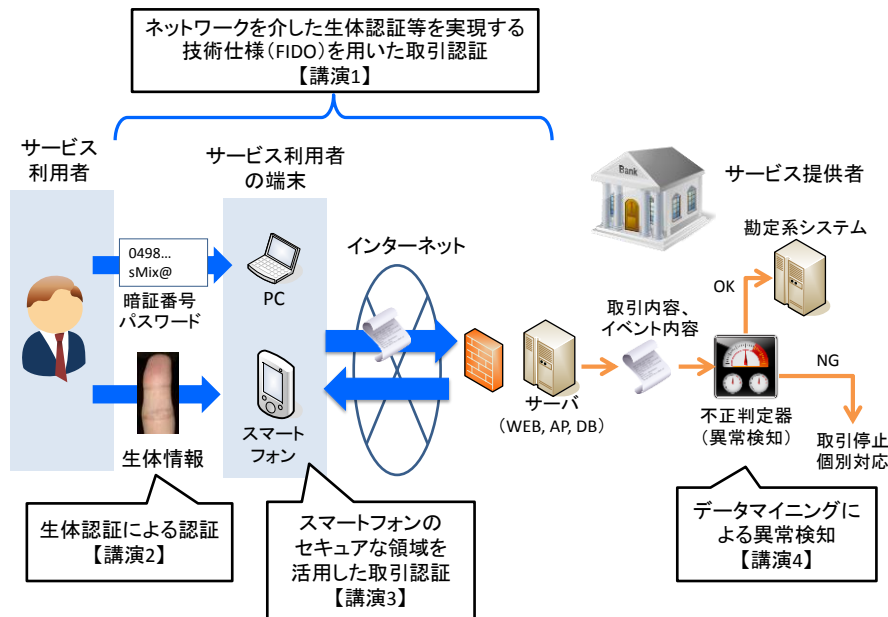 ネットワークを介した生体認証等を実現する
技術仕様（FIDO）を用いた取引認証
【講演1】
サービス
利用者
サービス利用者
の端末
Bank
サービス提供者
勘定系システム
インターネット
0498...
sMix@
暗証番号
パスワード
PC
OK
取引内容、
イベント内容
NG
スマート
フォン
サーバ
（WEB, AP, DB）
不正判定器
（異常検知）
取引停止
個別対応
生体情報
生体認証による認証
【講演2】
スマートフォンの
セキュアな領域を
活用した取引認証
【講演3】
データマイニングに
よる異常検知
【講演4】